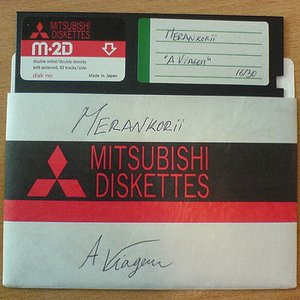 MITSUBISHI
DISKETTES
M-2D
double sided/double density
soft sectored, 40 tracks/side
disk no:
Made in Japan
MERANKORII
"A VIAGEM"
16/30
MERANKORII
MITSUBISHI
DISKETTES
A Viagem